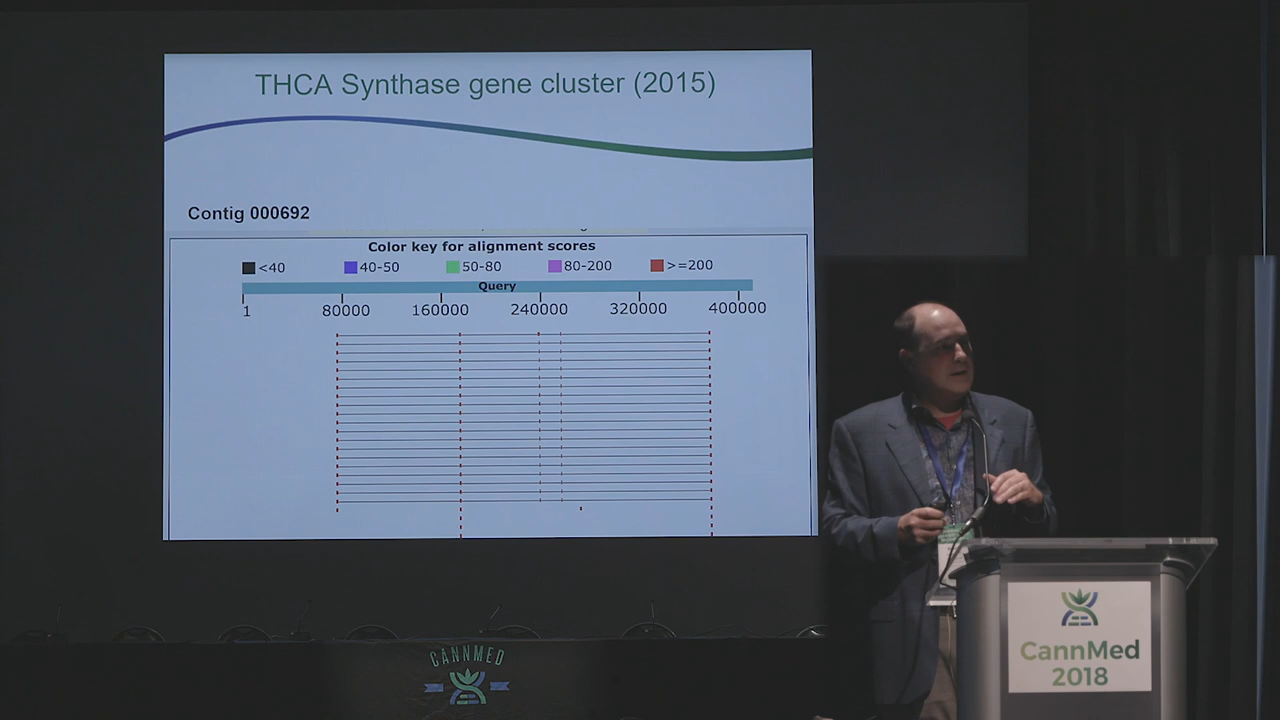 THCA Synthase gene cluster (2015)
Contig 000692
Color key for alignment scores
<40 40-50 50-80 80-200 >=200
Query
1 80000 160000 240000 320000 400000
CANNMED
CannMed
2018